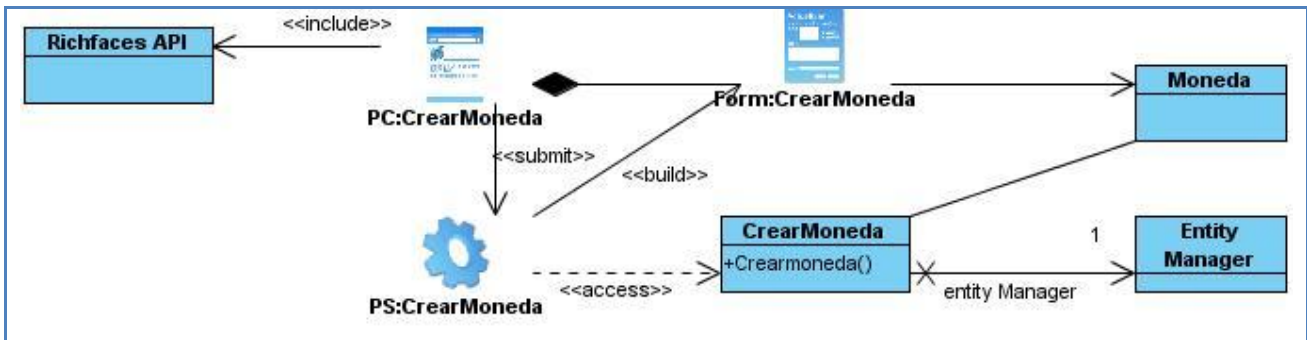 <<include>>
Richfaces API
PC:CrearMoneda
Form:CrearMoneda
Moneda
<<submit>>
<<build>>
CrearMoneda
+Crearmoneda()
1
Entity
Manager
<<access>>
entity Manager
PS:CrearMoneda